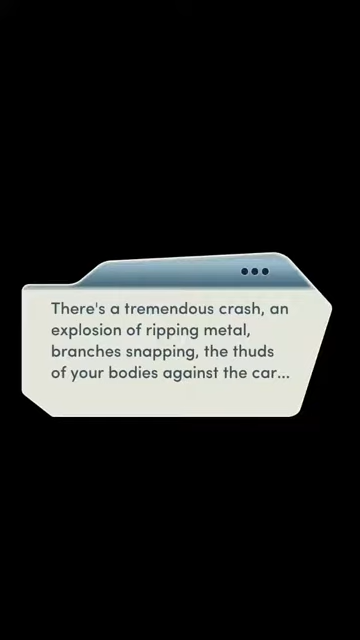 There's a tremendous crash, an
explosion of ripping metal,
branches snapping, the thuds
of your bodies against the car...